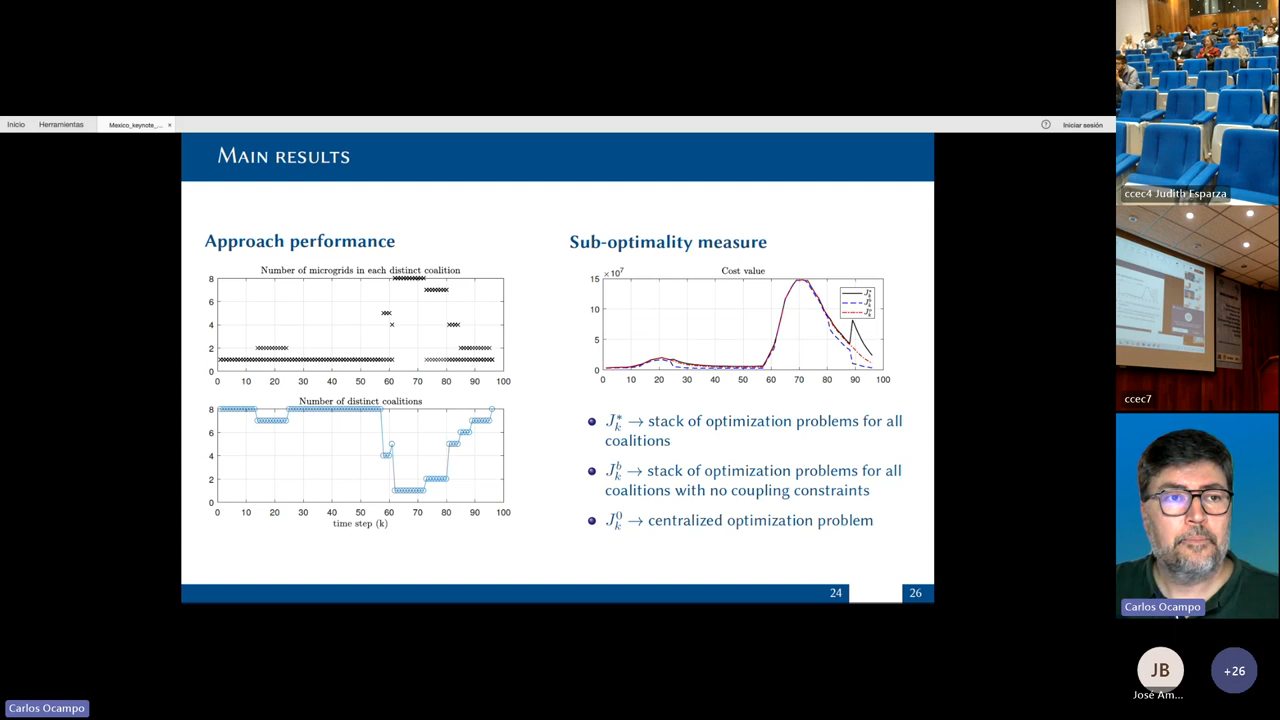 Inicio Herramientas Mexico_keynote_... × ? Iniciar sesión
MAIN RESULTS
Approach performance
Number of microgrids in each distinct coalition
8
6
4
2
0
0 10 20 30 40 50 60 70 80 90 100
Number of distinct coalitions
8
6
4
2
0
0 10 20 30 40 50 60 70 80 90 100
time step (k)
Sub-optimality measure
×10⁷ Cost value
15
10
5
0
0 10 20 30 40 50 60 70 80 90 100
J*ₖ → stack of optimization problems for all
coalitions
Jᵇₖ → stack of optimization problems for all
coalitions with no coupling constraints
J⁰ₖ → centralized optimization problem
24 26
ccec4 Judith Esparza
ccec7
Carlos Ocampo
JB
José Am...
+26
Carlos Ocampo